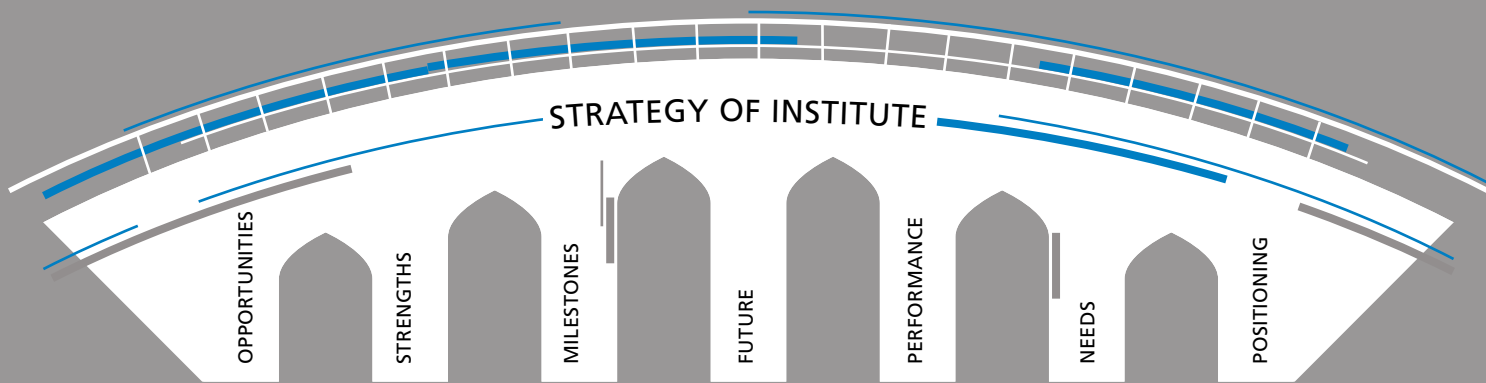 STRATEGY OF INSTITUTE
OPPORTUNITIES
STRENGTHS
MILESTONES
FUTURE
PERFORMANCE
NEEDS
POSITIONING